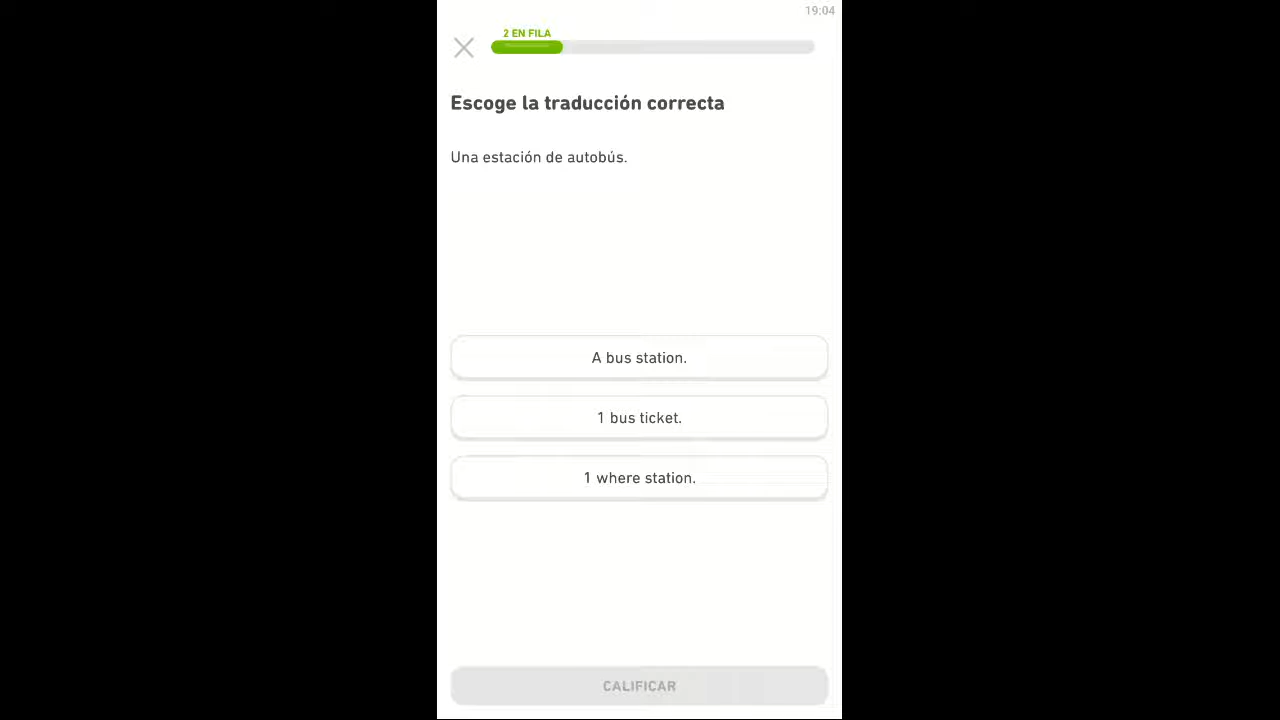 19:04
2 EN FILA
Escoge la traducción correcta
Una estación de autobús.
A bus station.
1 bus ticket.
1 where station.
CALIFICAR